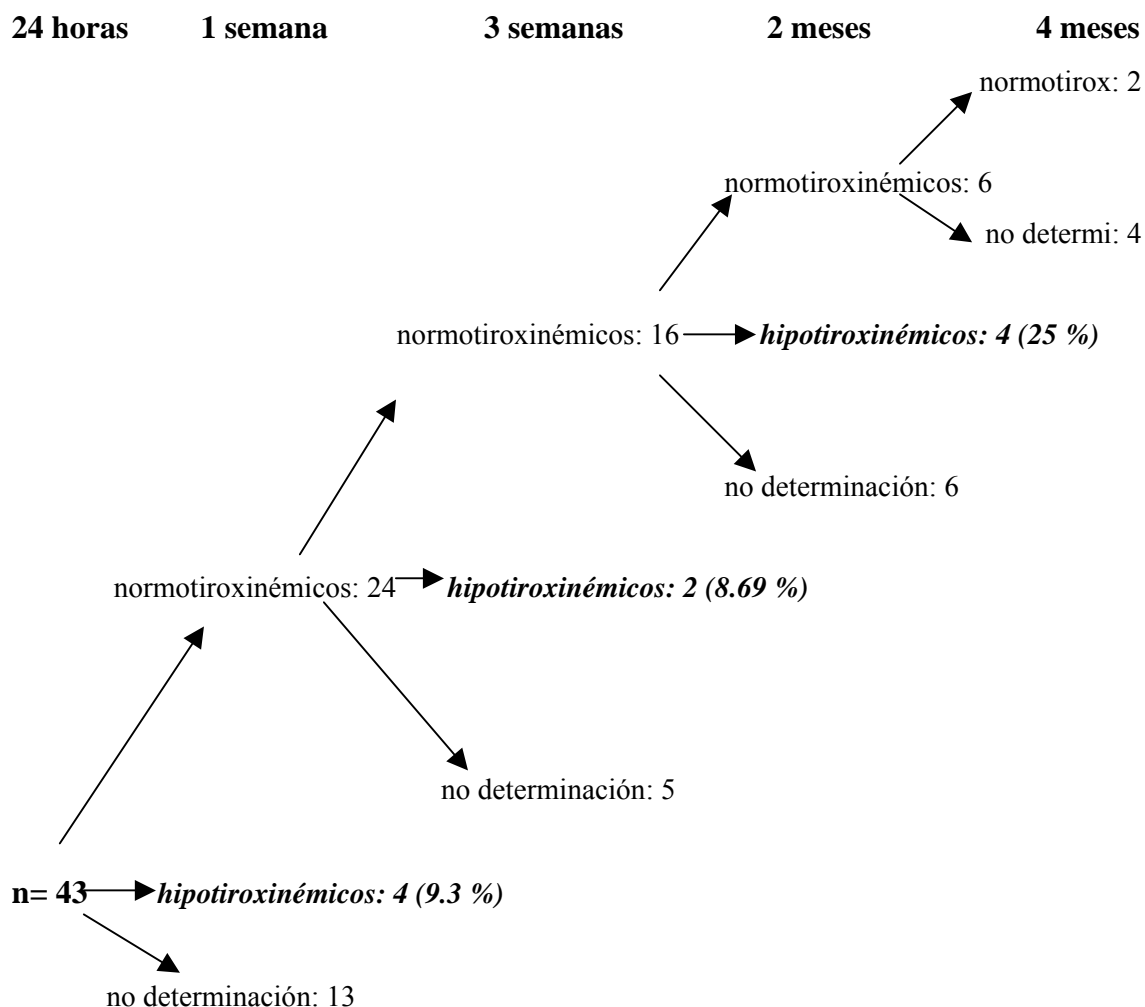 24 horas 1 semana 3 semanas 2 meses 4 meses
normotirox: 2
normotiroxinémicos: 6
no determi: 4
normotiroxinémicos: 16 hipotiroxinémicos: 4 (25 %)
no determinación: 6
normotiroxinémicos: 24 hipotiroxinémicos: 2 (8.69 %)
no determinación: 5
n= 43 hipotiroxinémicos: 4 (9.3 %)
no determinación: 13